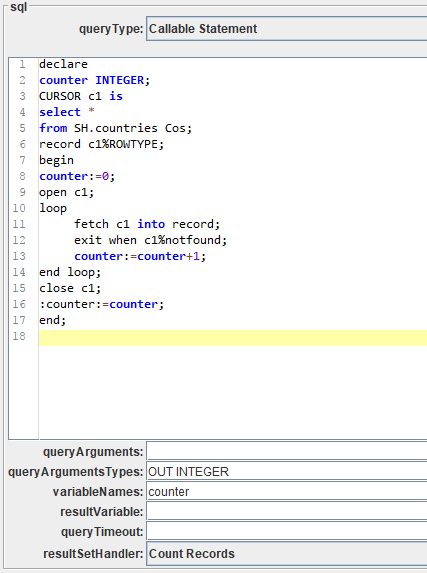 sql
queryType: Callable Statement
1 declare
2 counter INTEGER;
3 CURSOR c1 is
4 select *
5 from SH.countries Cos;
6 record c1%ROWTYPE;
7 begin
8 counter:=0;
9 open c1;
10 loop
11 fetch c1 into record;
12 exit when c1%notfound;
13 counter:=counter+1;
14 end loop;
15 close c1;
16 :counter:=counter;
17 end;
18
queryArguments:
queryArgumentsTypes: OUT INTEGER
variableNames: counter
resultVariable:
queryTimeout:
resultSetHandler: Count Records